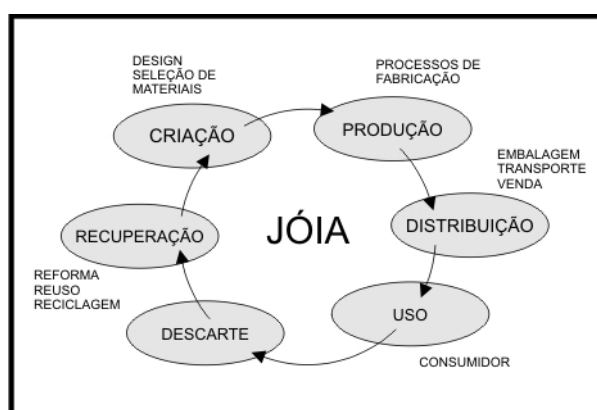 DESIGN
SELEÇÃO DE
MATERIAIS
CRIAÇÃO
PROCESSOS DE
FABRICAÇÃO
PRODUÇÃO
EMBALAGEM
TRANSPORTE
VENDA
DISTRIBUIÇÃO
JÓIA
RECUPERAÇÃO
REFORMA
REUSO
RECICLAGEM
DESCARTE
USO
CONSUMIDOR